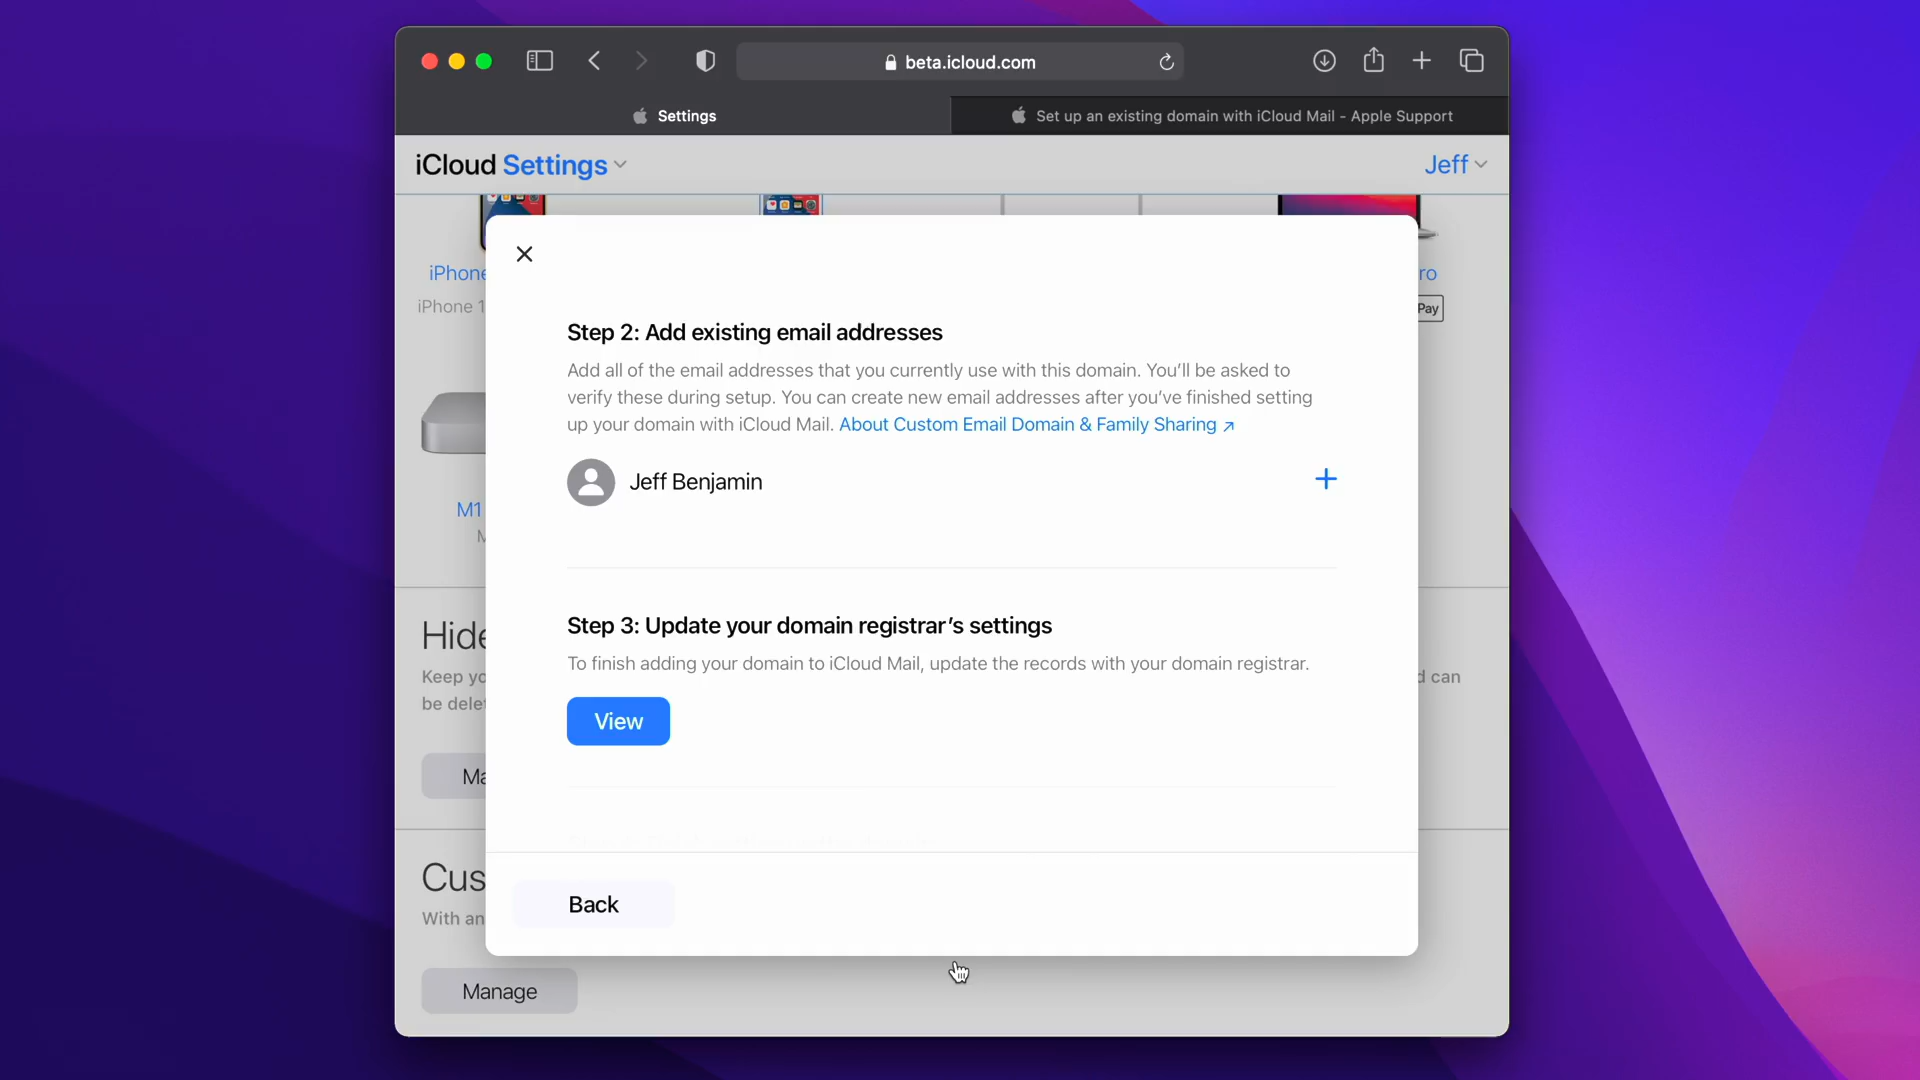 beta.icloud.com
Settings
Set up an existing domain with iCloud Mail - Apple Support
iCloud Settings
Jeff
iPhone
ro
iPhone 1
Pay
Step 2: Add existing email addresses
Add all of the email addresses that you currently use with this domain. You'll be asked to
verify these during setup. You can create new email addresses after you've finished setting
up your domain with iCloud Mail. About Custom Email Domain & Family Sharing ↗
Jeff Benjamin
M1
M
Step 3: Update your domain registrar's settings
To finish adding your domain to iCloud Mail, update the records with your domain registrar.
View
Hide
Keep yo
d can
be delet
Ma
Cus
With an
Back
Manage